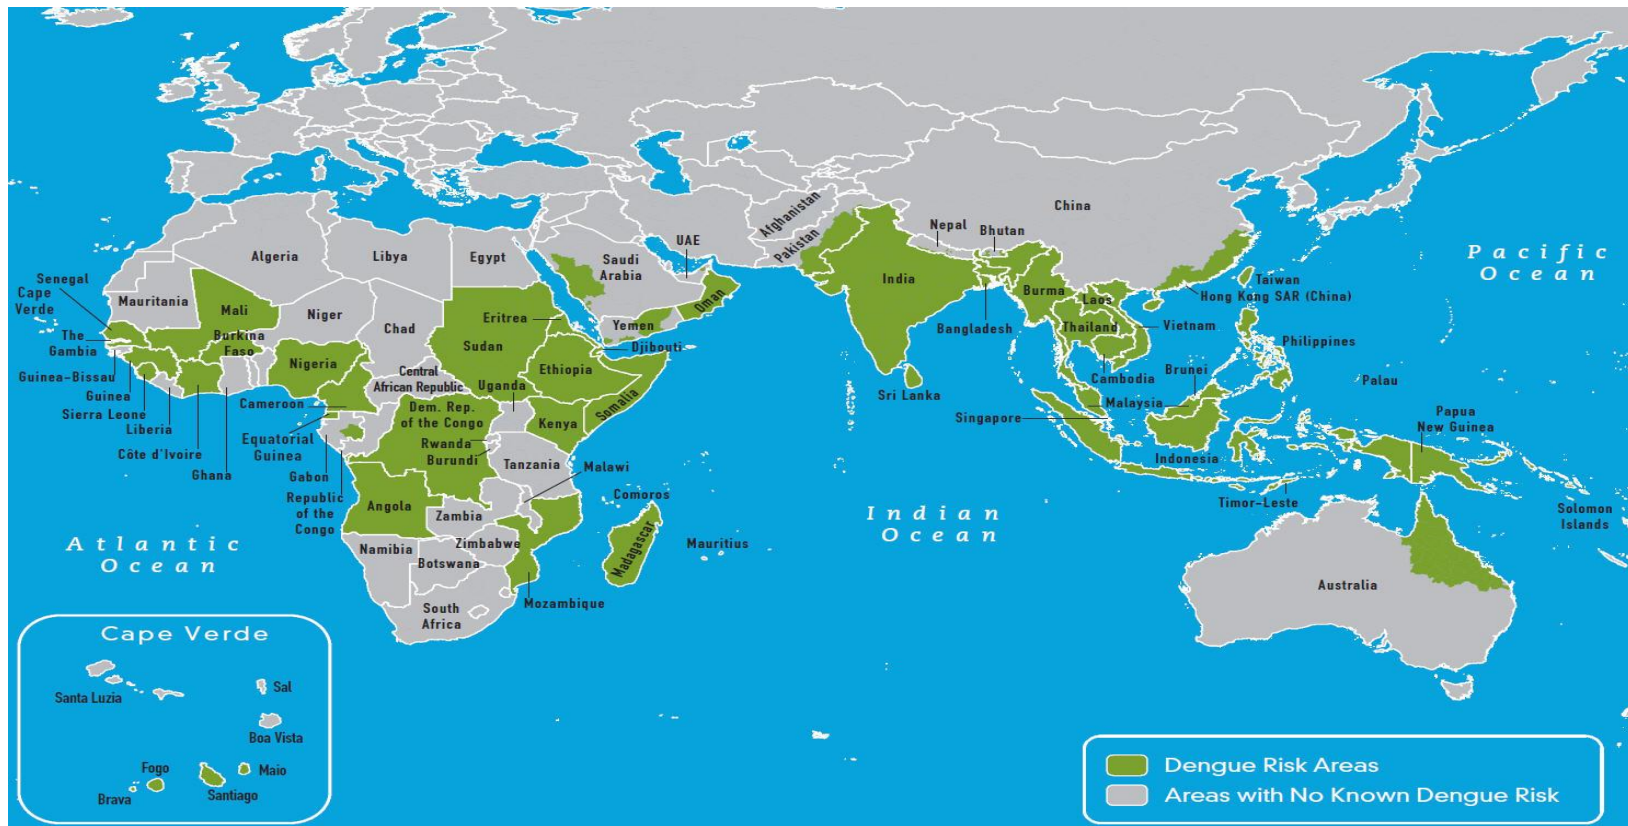 Afghanistan
China
Nepal
Bhutan
Pakistan
UAE
Algeria
Libya
Egypt
Saudi
Arabia
Pacific
Ocean
Senegal
Cape
Verde
Mauritania
Mali
Niger
Chad
Eritrea
Yemen
Oman
India
Burma
Laos
Taiwan
Hong Kong SAR (China)
The
Gambia
Burkina
Faso
Nigeria
Sudan
Djibouti
Bangladesh
Thailand
Vietnam
Philippines
Guinea-Bissau
Guinea
Sierra Leone
Liberia
Côte d'Ivoire
Ghana
Cameroon
Central
African Republic
Uganda
Ethiopia
Somalia
Sri Lanka
Cambodia
Brunei
Palau
Singapore
Malaysia
Equatorial
Guinea
Gabon
Republic
of the
Congo
Dem. Rep.
of the Congo
Rwanda
Burundi
Kenya
Tanzania
Malawi
Comoros
Indonesia
Papua
New Guinea
Timor-Leste
Solomon
Islands
Angola
Zambia
Zimbabwe
Namibia
Botswana
Madagascar
Mauritius
Indian
Ocean
Atlantic
Ocean
South
Africa
Mozambique
Australia
Cape Verde
Santa Luzia
Sal
Boa Vista
Fogo
Maio
Brava
Santiago
Dengue Risk Areas
Areas with No Known Dengue Risk